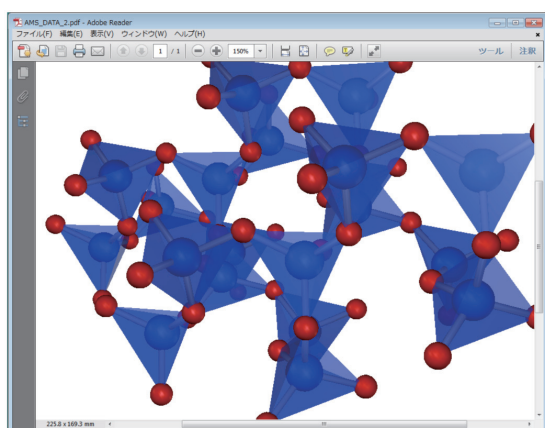 AMS_DATA_2.pdf - Adobe Reader
ファイル(F) 編集(E) 表示(V) ウィンドウ(W) ヘルプ(H)
1 / 1 150% ツール 注釈
225.8 x 169.3 mm